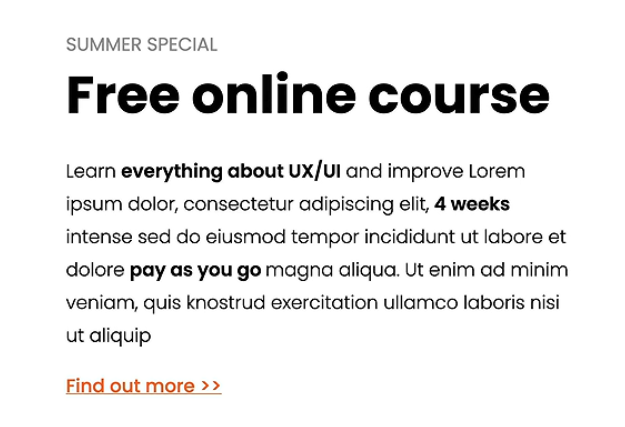 SUMMER SPECIAL
Free online course
Learn everything about UX/UI and improve Lorem
ipsum dolor, consectetur adipiscing elit, 4 weeks
intense sed do eiusmod tempor incididunt ut labore et
dolore pay as you go magna aliqua. Ut enim ad minim
veniam, quis knostrud exercitation ullamco laboris nisi
ut aliquip
Find out more >>